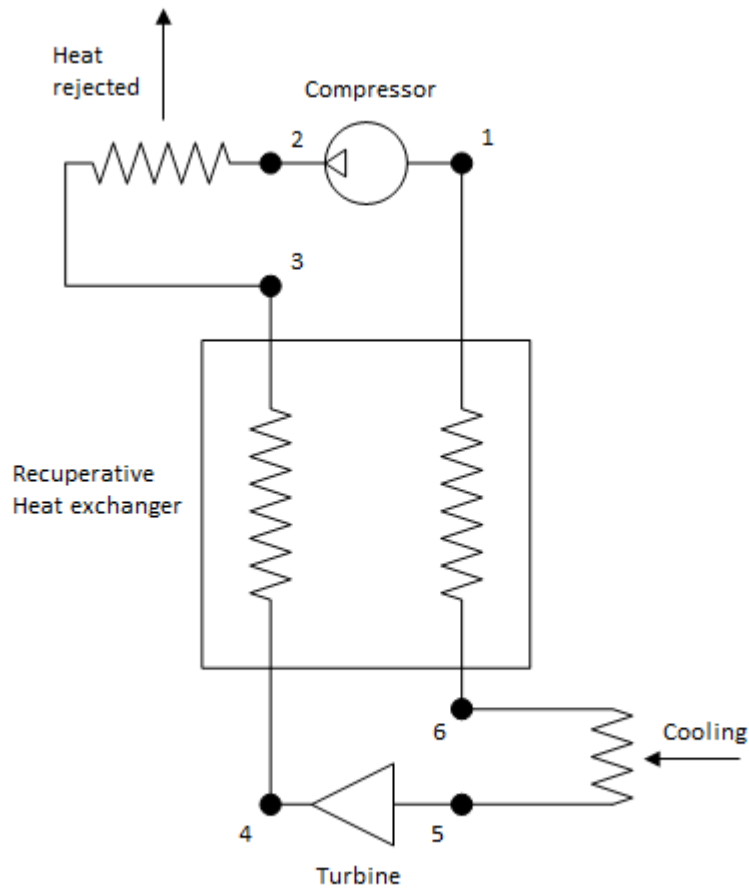 Heat
rejected
Compressor
2
1
3
Recuperative
Heat exchanger
6
Cooling
4
5
Turbine